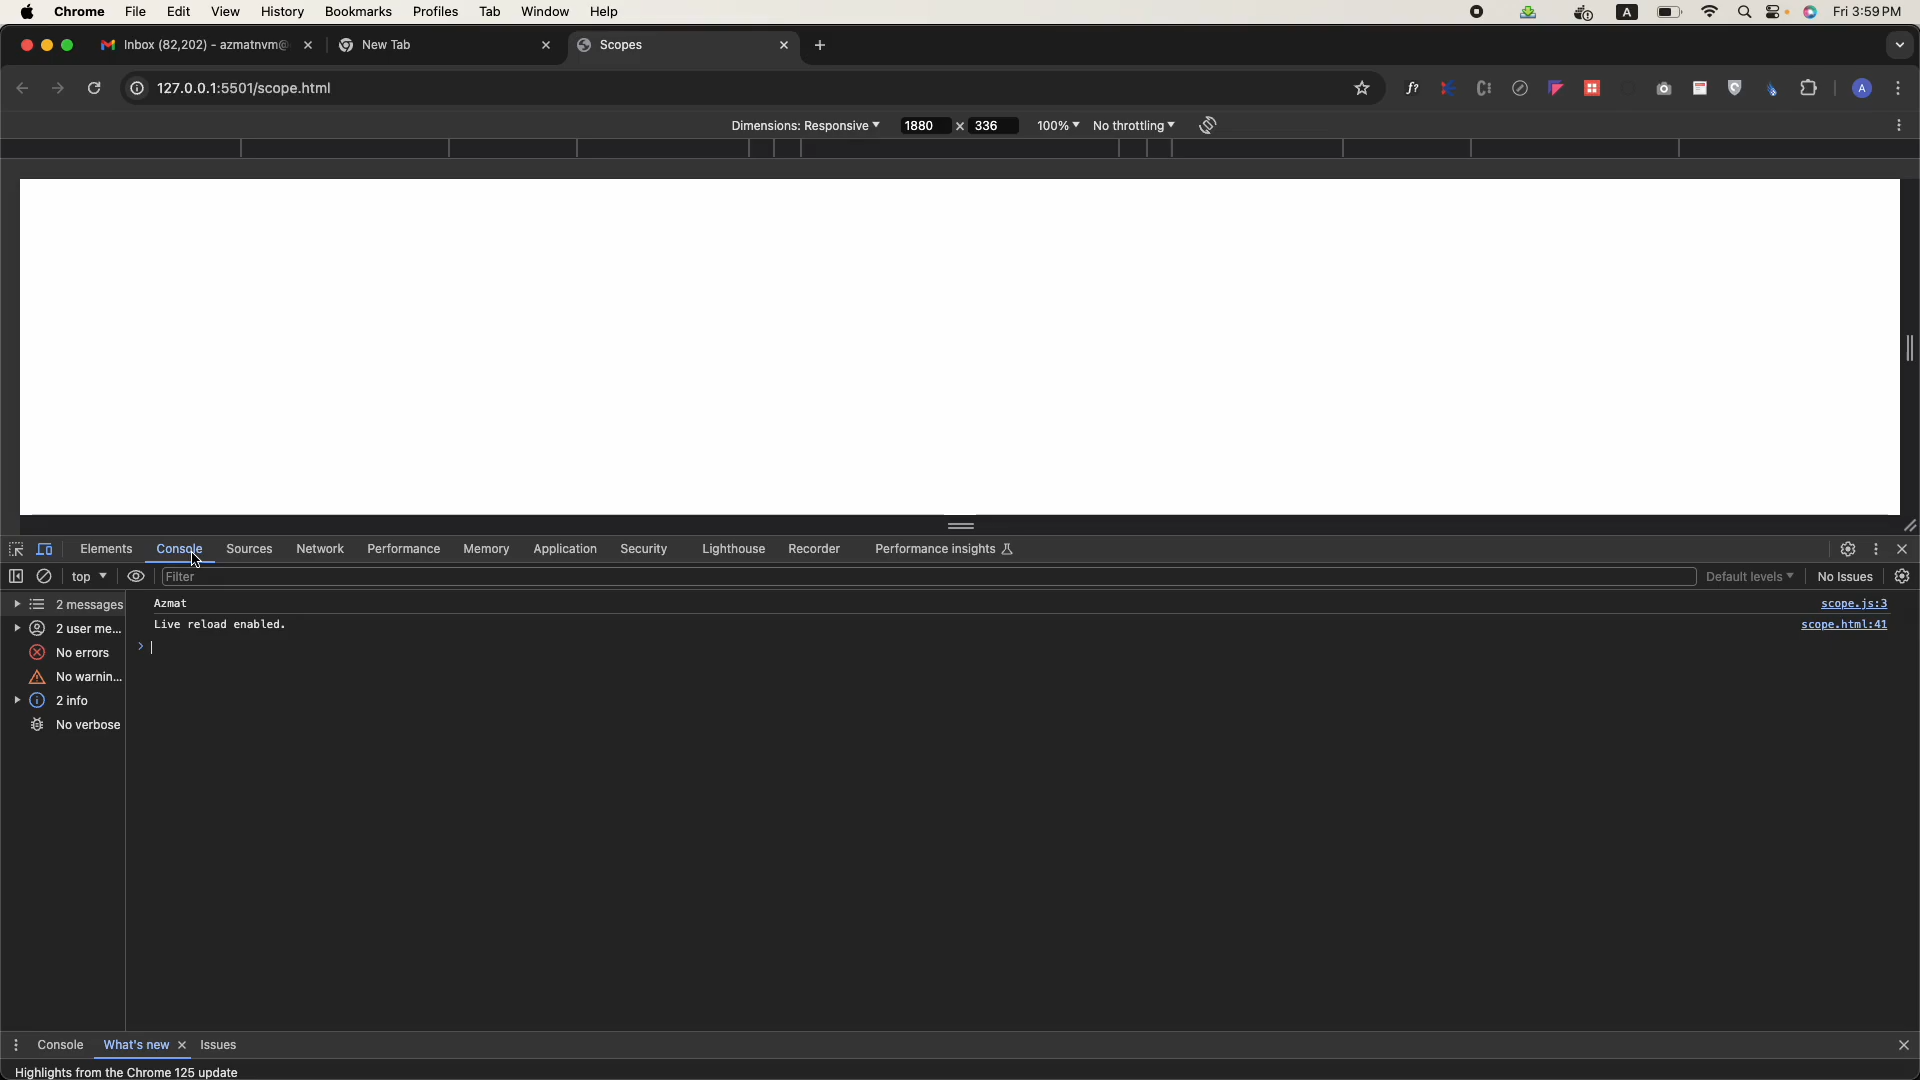 Chrome File Edit View History Bookmarks Profiles Tab Window Help A Fri 3:59 PM
Inbox (82,202) - azmatnvm@ New Tab Scopes
127.0.0.1:5501/scope.html f? C A
Dimensions: Responsive 1880 x 336 100% No throttling
Elements Console Sources Network Performance Memory Application Security Lighthouse Recorder Performance insights
top Filter Default levels No Issues
2 messages Azmat scope.js:3
2 user me... Live reload enabled. scope.html:41
No errors
No warnin...
2 info
No verbose
Console What's new Issues
Highlights from the Chrome 125 update